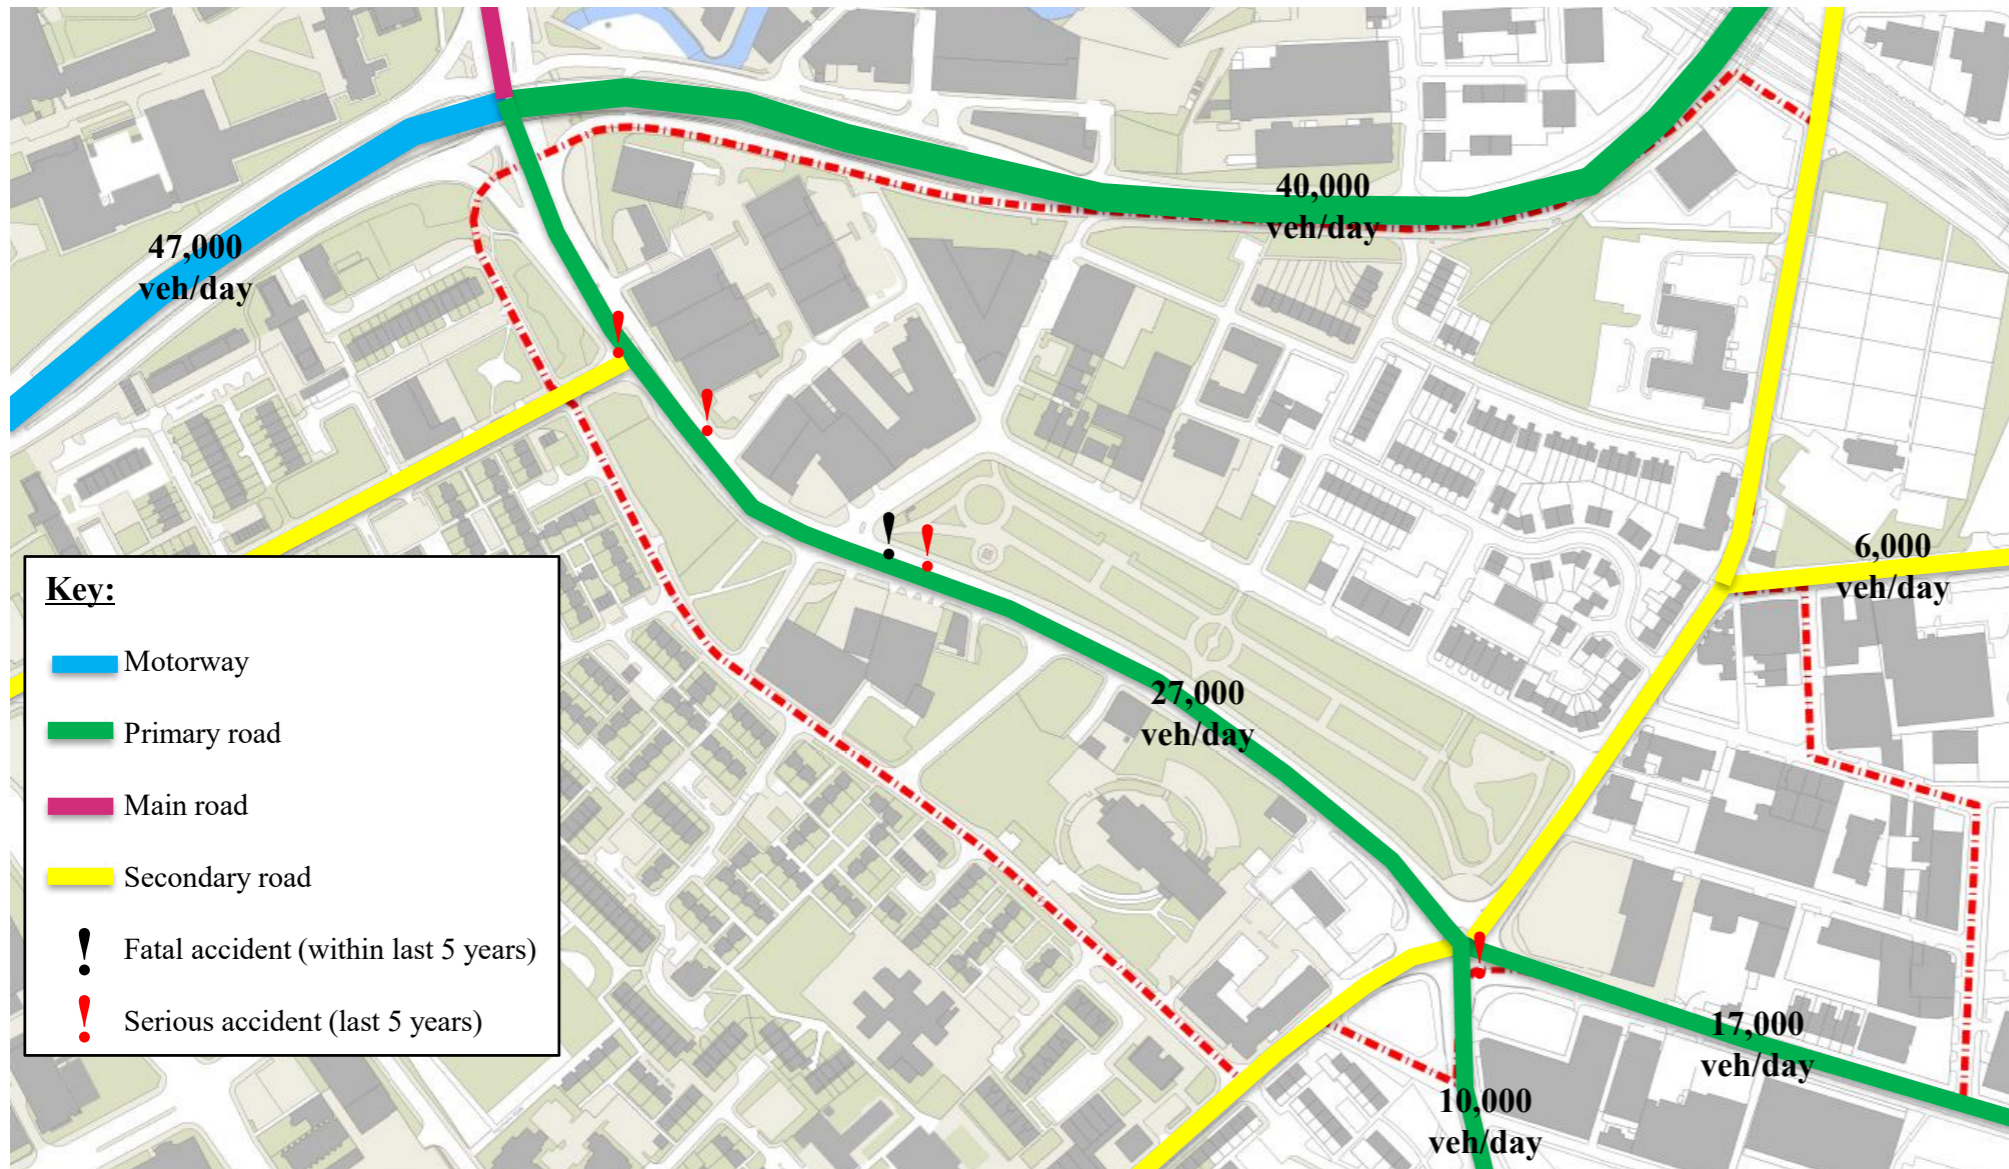 40,000
veh/day
47,000
veh/day
6,000
veh/day
27,000
veh/day
17,000
veh/day
10,000
veh/day
Key:
Motorway
Primary road
Main road
Secondary road
Fatal accident (within last 5 years)
Serious accident (last 5 years)